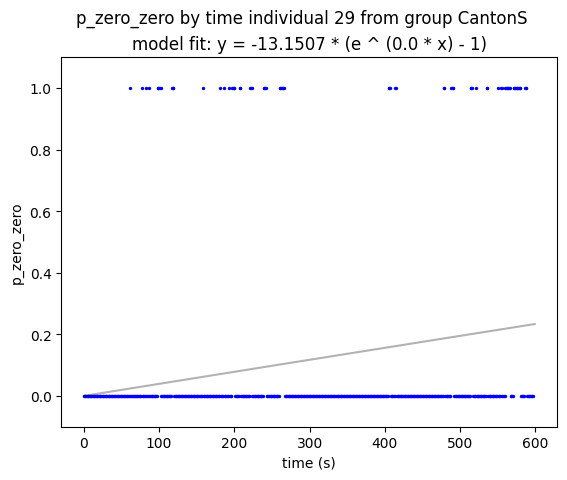 p_zero_zero by time individual 29 from group CantonS
model fit: y = -13.1507 * (e ^ (0.0 * x) - 1)
1.0
0.8
0.6
0.4
0.2
0.0
p_zero_zero
0 100 200 300 400 500 600
time (s)